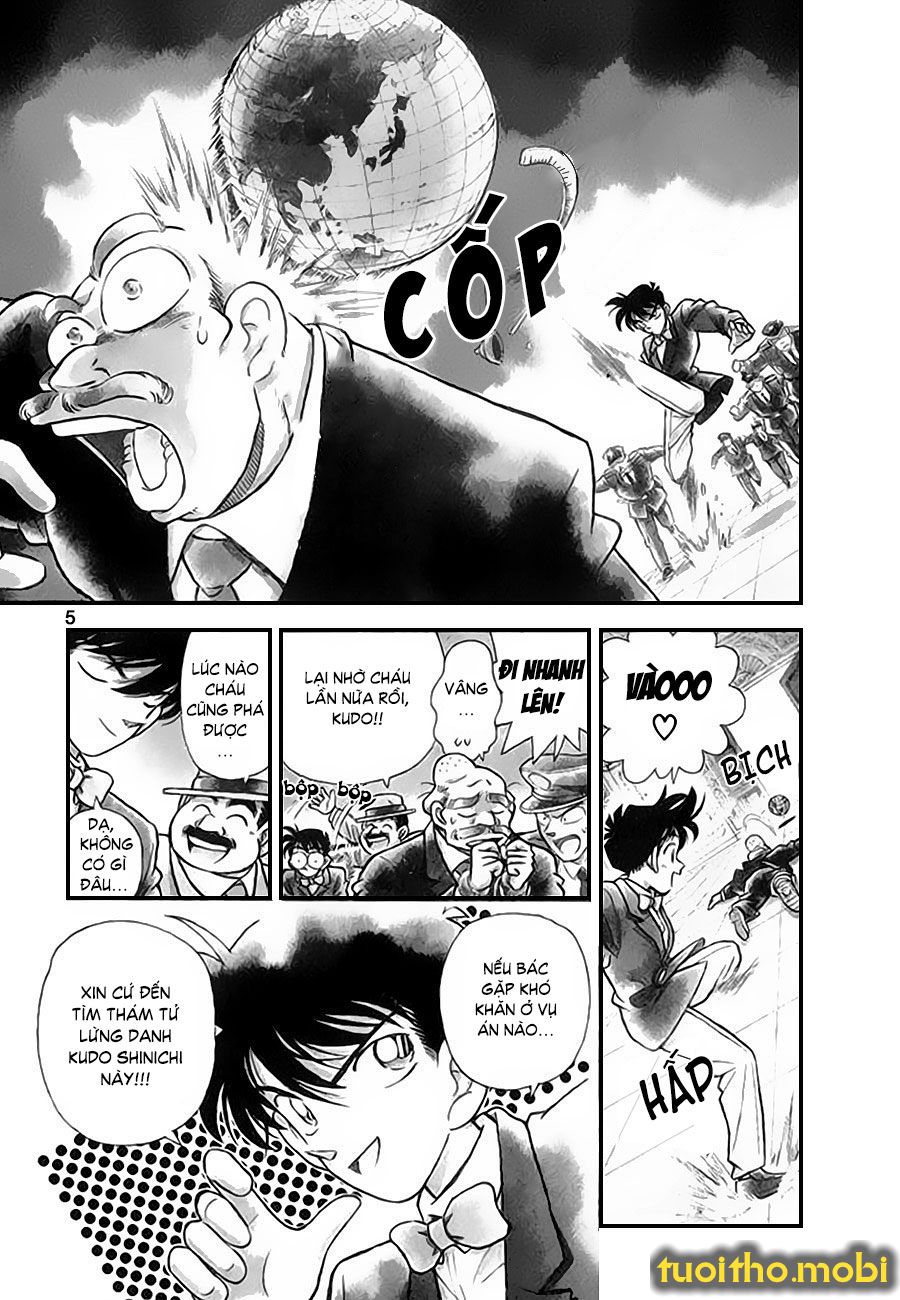 CỐP
5
VÀOOO
♡
BỊCH
HẤP
ĐI NHANH
LÊN!
VÂNG
...
LẠI NHỜ CHÁU
LẦN NỮA RỒI,
KUDO!!
bộp bộp
LÚC NÀO
CHÁU
CŨNG PHÁ
ĐƯỢC
...
DẠ,
KHÔNG
CÓ GÌ
ĐÂU...
NẾU BÁC
GẶP KHÓ
KHĂN Ở VỤ
ÁN NÀO...
XIN CỨ ĐẾN
TÌM THÁM TỬ
LỪNG DANH
KUDO SHINICHI
NÀY!!!
tuoitho.mobi